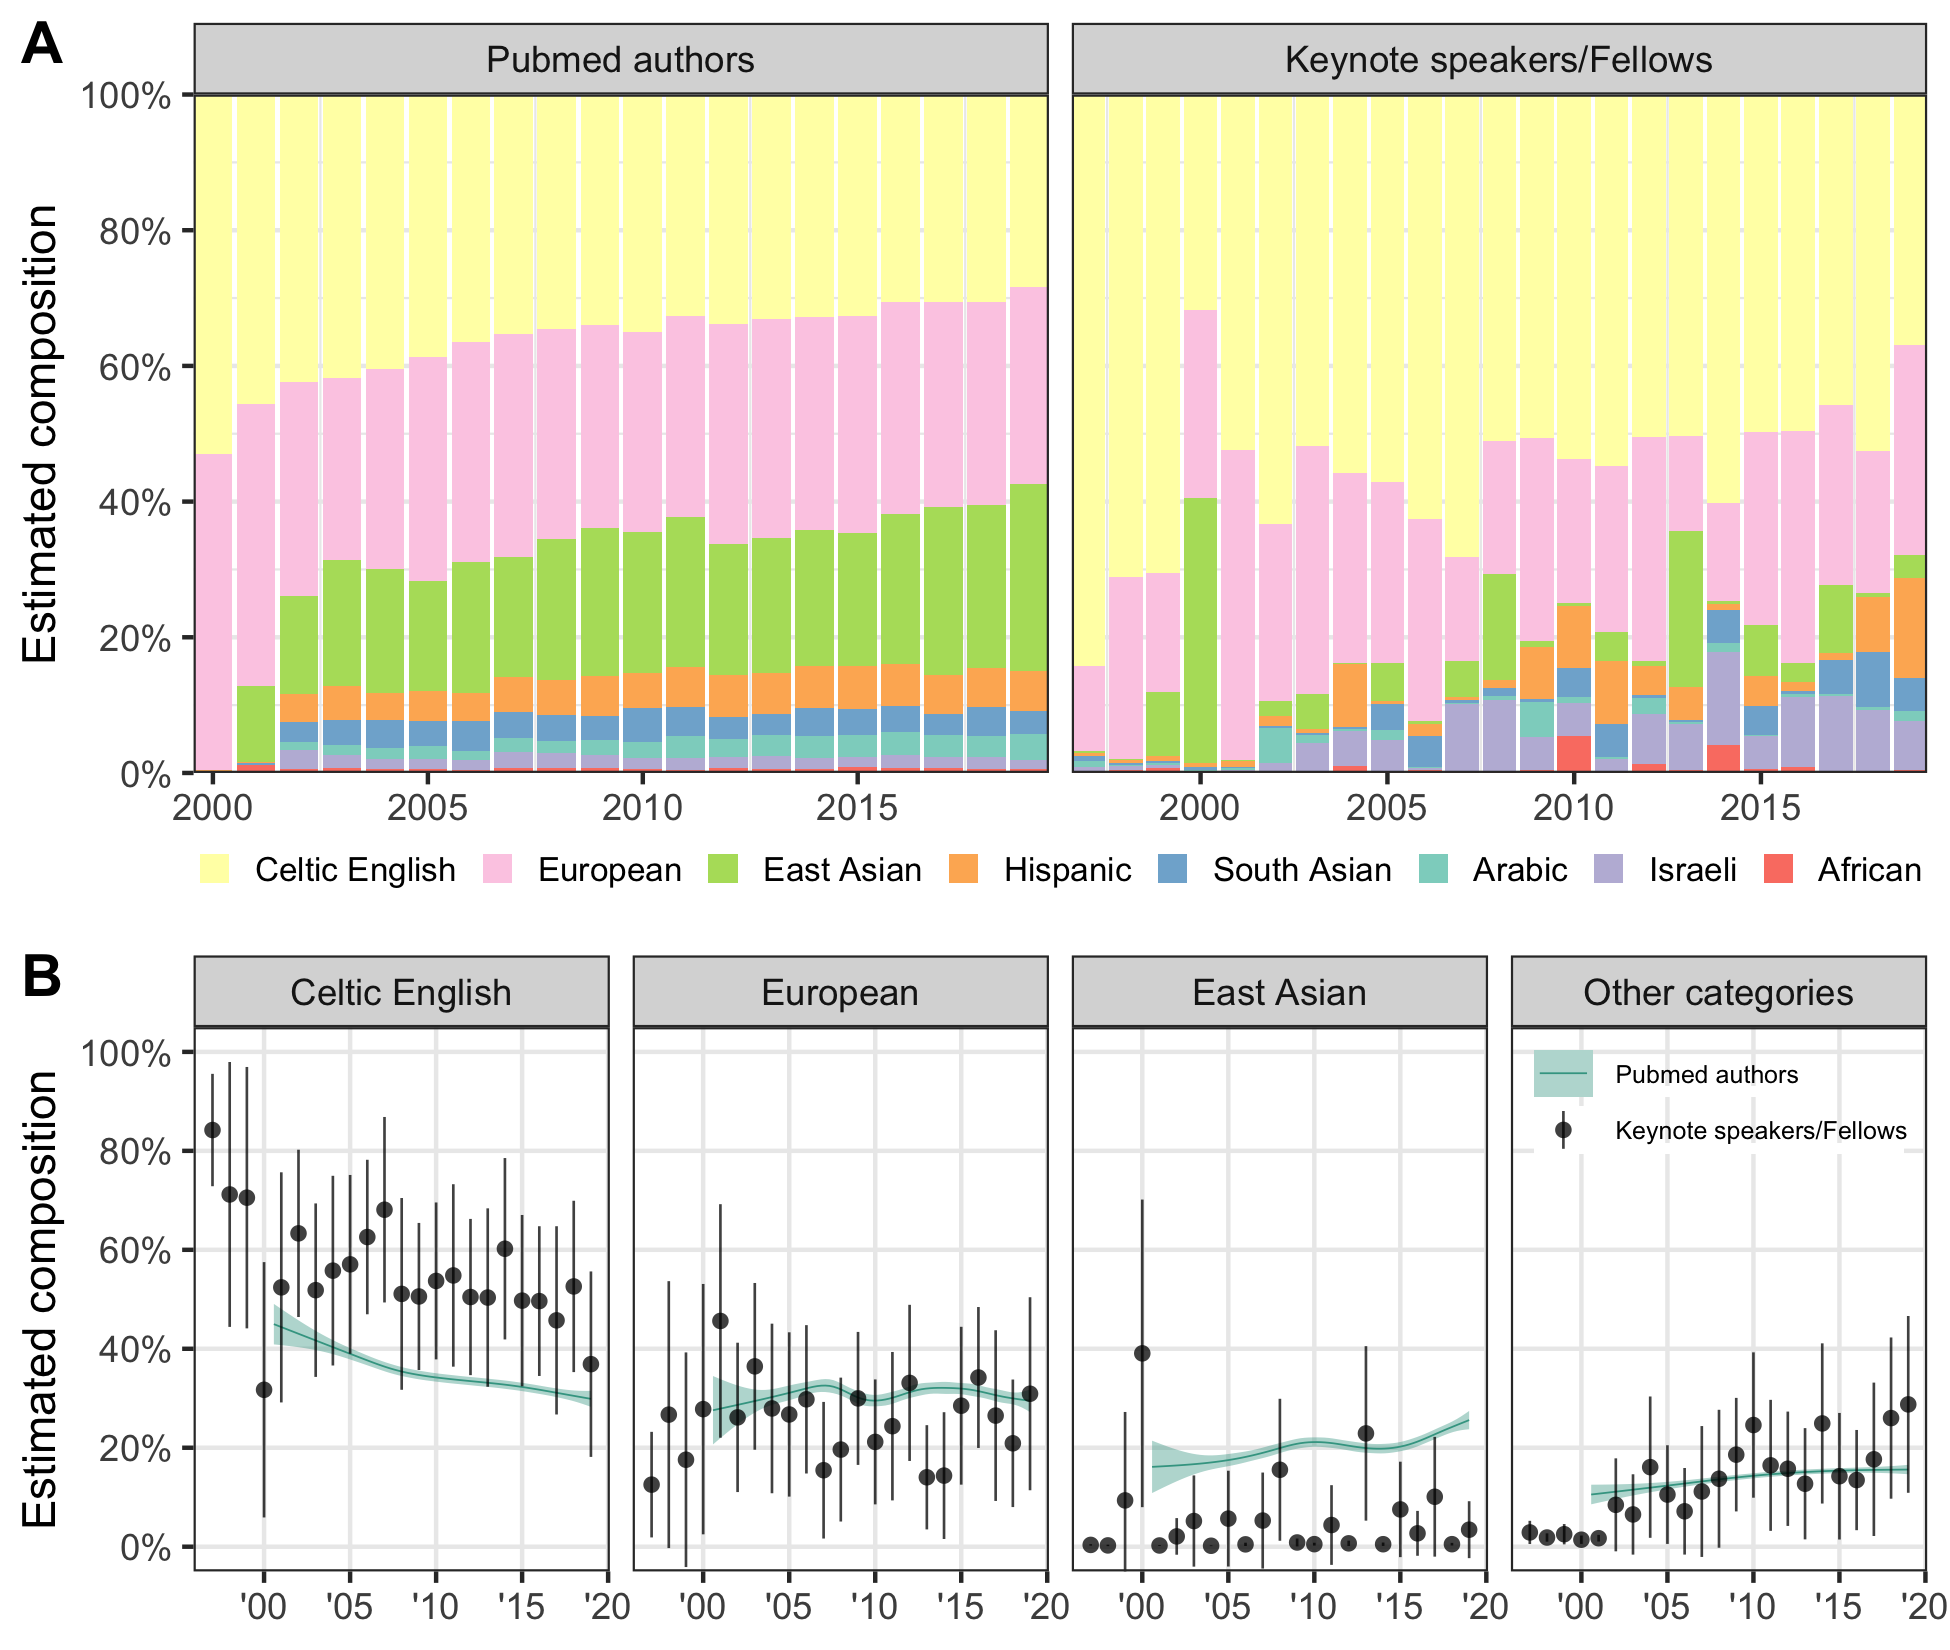 A
Pubmed authors
Keynote speakers/Fellows
Estimated composition
100%
80%
60%
40%
20%
0%
2000 2005 2010 2015
2000 2005 2010 2015
Celtic English European East Asian Hispanic South Asian Arabic Israeli African
B
Celtic English
European
East Asian
Other categories
Estimated composition
100%
80%
60%
40%
20%
0%
Pubmed authors
Keynote speakers/Fellows
'00 '05 '10 '15 '20
'00 '05 '10 '15 '20
'00 '05 '10 '15 '20
'00 '05 '10 '15 '20